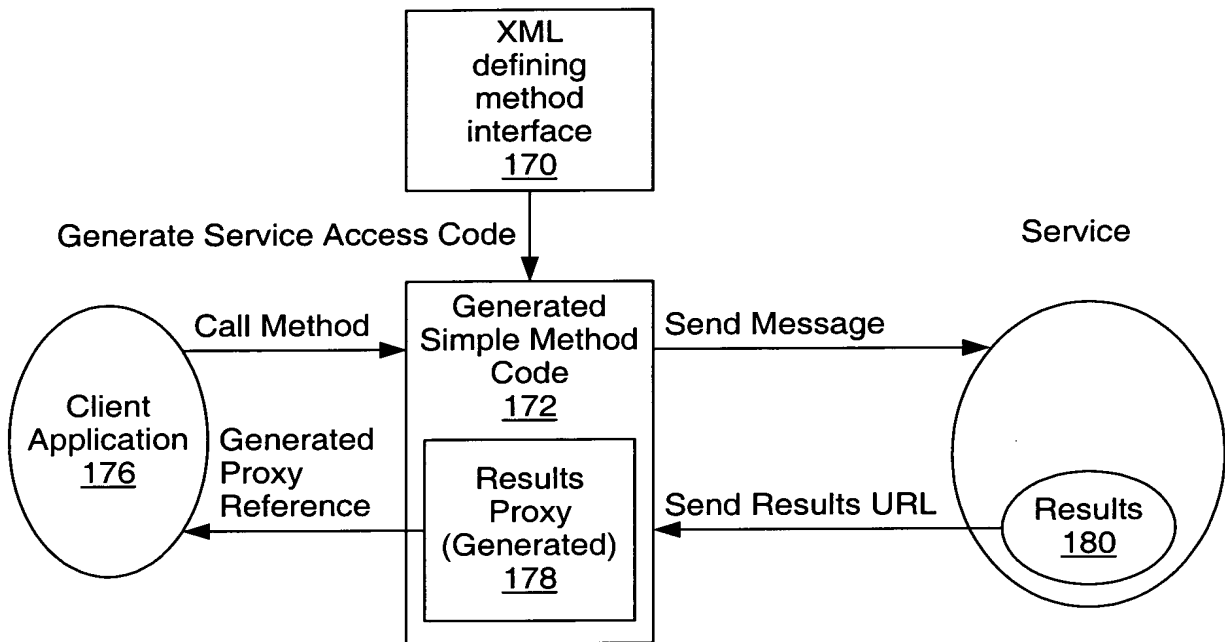 XML
defining
method
interface
170
Generate Service Access Code
Service
Call Method
Generated
Simple Method
Code
172
Send Message
Client
Application
176
Generated
Proxy
Reference
Results
Proxy
(Generated)
178
Send Results URL
Results
180